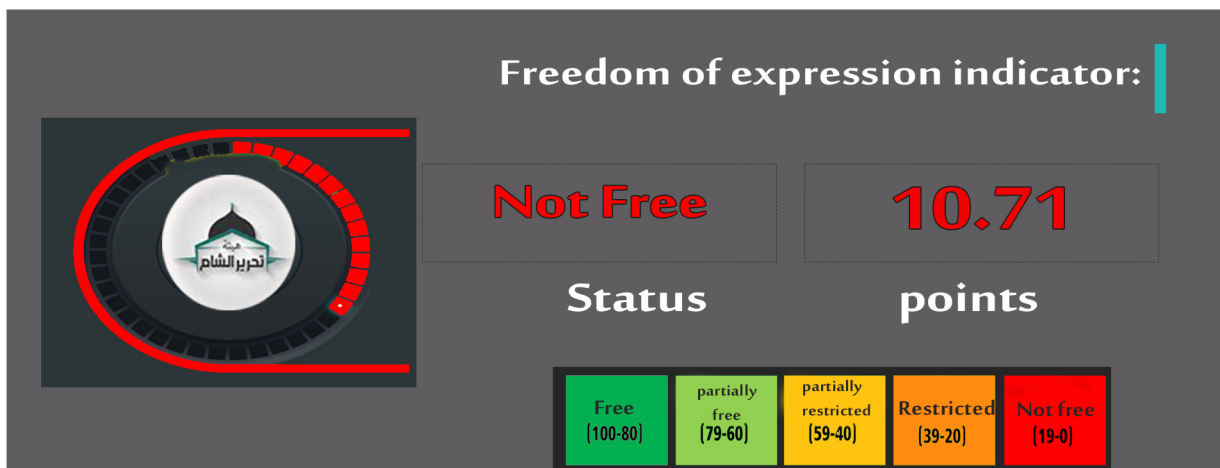 Freedom of expression indicator:
هيئة
تحرير الشام
Not Free
10.71
Status
points
Free
(100-80)
partially
free
(79-60)
partially
restricted
(59-40)
Restricted
(39-20)
Not free
(19-0)